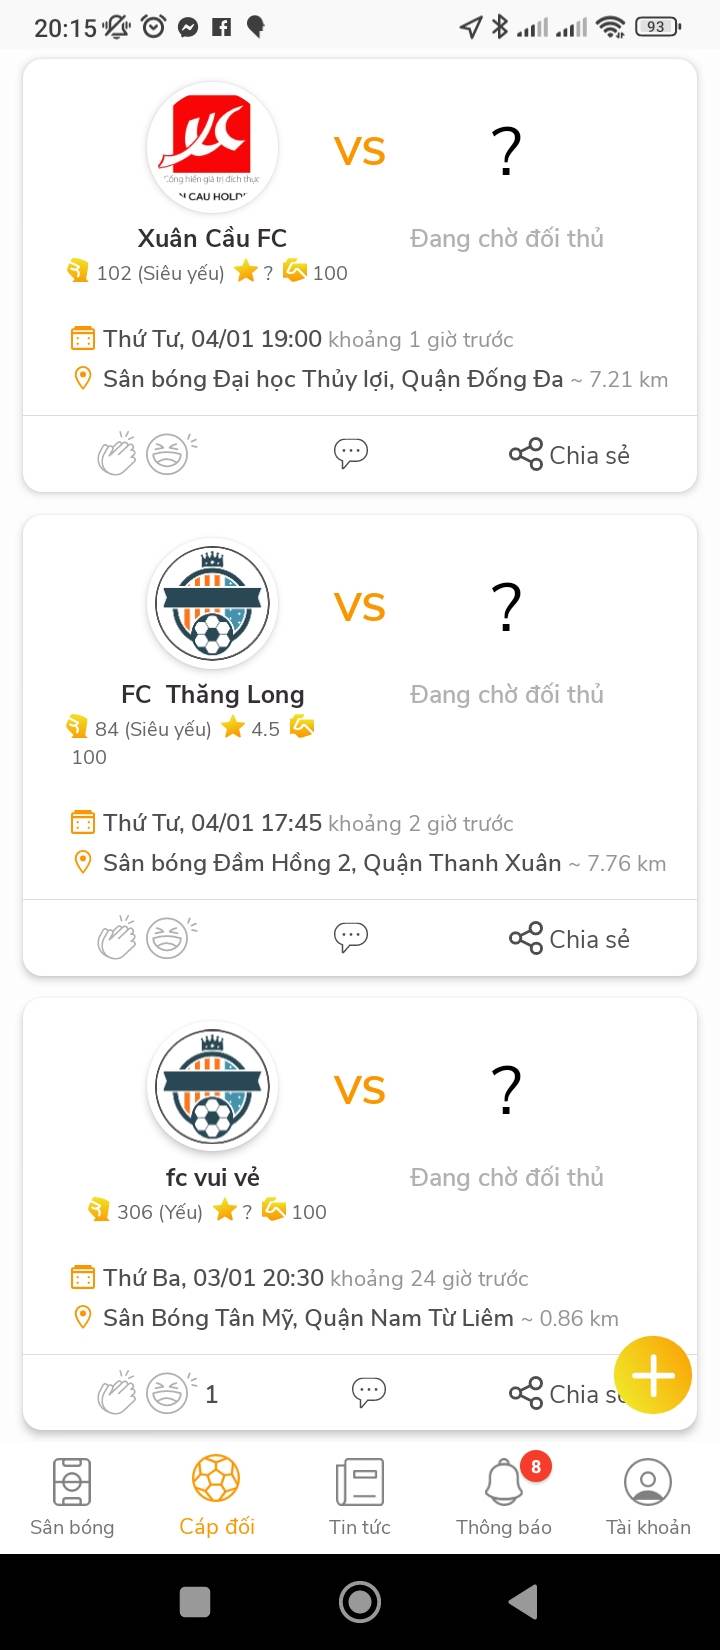 20:15
93
Cống hiến giá trị đích thực
N CAU HOLD
VS
?
Xuân Cầu FC
Đang chờ đối thủ
102 (Siêu yếu) ? 100
Thứ Tư, 04/01 19:00 khoảng 1 giờ trước
Sân bóng Đại học Thủy lợi, Quận Đống Đa ~ 7.21 km
Chia sẻ
VS
?
FC Thăng Long
Đang chờ đối thủ
84 (Siêu yếu) 4.5
100
Thứ Tư, 04/01 17:45 khoảng 2 giờ trước
Sân bóng Đầm Hồng 2, Quận Thanh Xuân ~ 7.76 km
Chia sẻ
VS
?
fc vui vẻ
Đang chờ đối thủ
306 (Yếu) ? 100
Thứ Ba, 03/01 20:30 khoảng 24 giờ trước
Sân Bóng Tân Mỹ, Quận Nam Từ Liêm ~ 0.86 km
1
Chia sẻ
8
Sân bóng
Cáp đối
Tin tức
Thông báo
Tài khoản